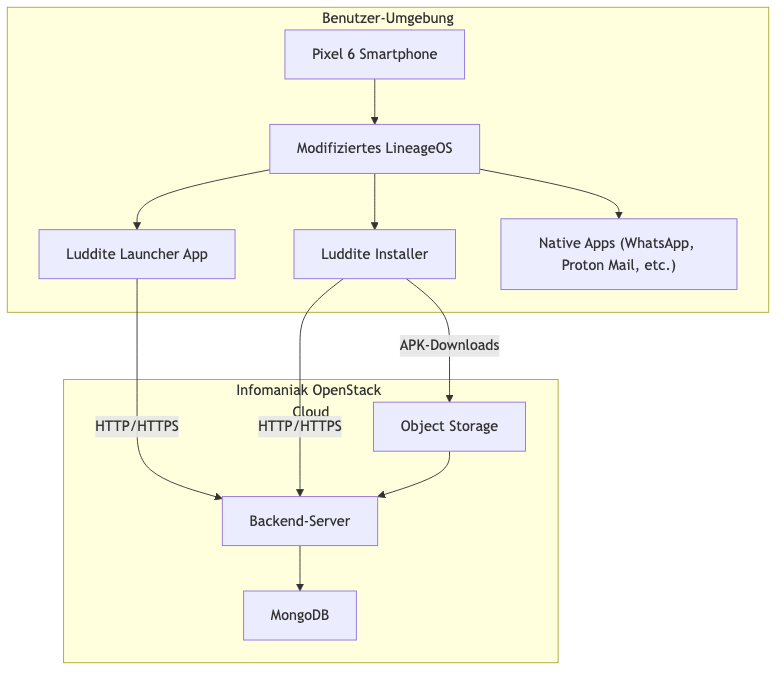 Benutzer-Umgebung
Pixel 6 Smartphone
Modifiziertes LineageOS
Luddite Launcher App
Luddite Installer
Native Apps (WhatsApp,
Proton Mail, etc.)
APK-Downloads
Infomaniak OpenStack
Cloud
HTTP/HTTPS
HTTP/HTTPS
Object Storage
Backend-Server
MongoDB